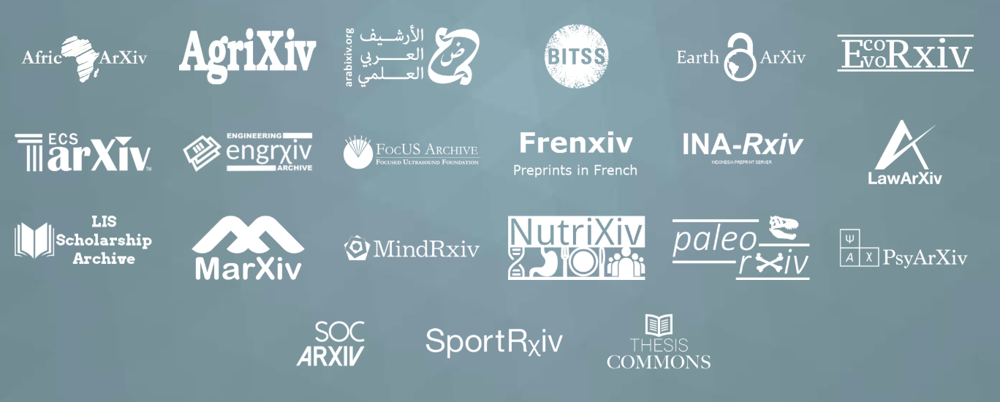 Afric ArXiv
AgriXiv
arabixiv.org
الأرشيف
العربي
العلمي
ض
BITSS
Earth ArXiv
EcoEvoRxiv
ECS
arXiv
TM
ENGINEERING
engrχiv
ARCHIVE
FOCUS ARCHIVE
FOCUSED ULTRASOUND FOUNDATION
Frenxiv
Preprints in French
INA-Rxiv
INDONESIA PREPRINT SERVER
LawArXiv
LIS
Scholarship
Archive
MarXiv
MindRxiv
NutriXiv
paleo
rxiv
Ψ
A χ PsyArXiv
SOC
ARXIV
SportRχiv
THESIS
COMMONS